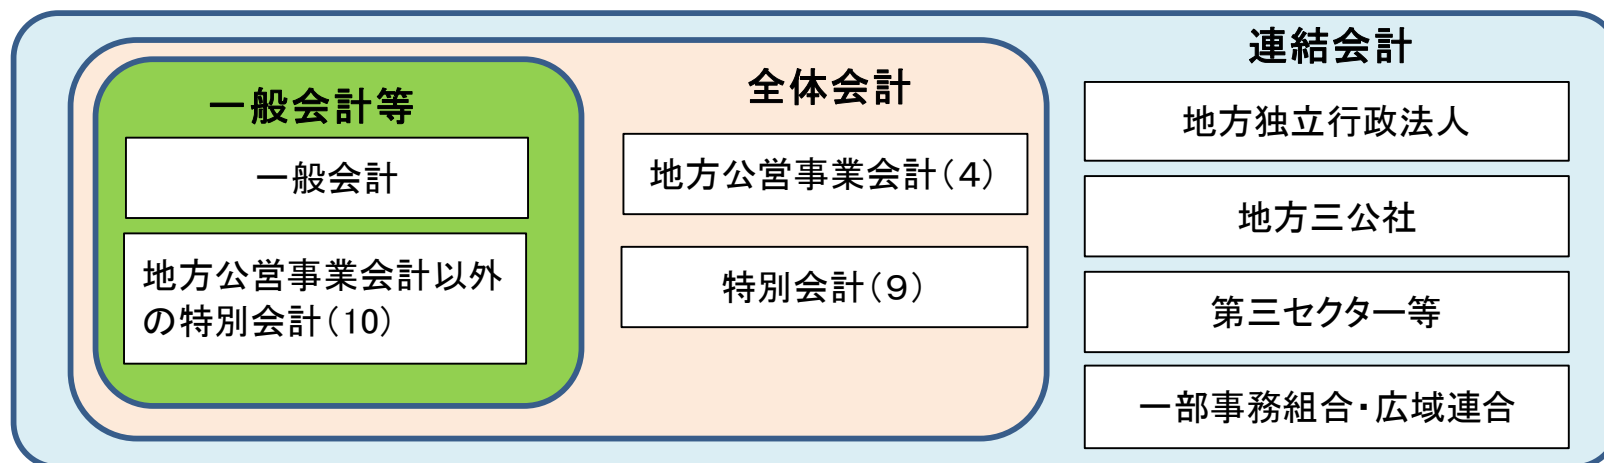 一般会計等
一般会計
地方公営事業会計以外
の特別会計(10)
全体会計
地方公営事業会計(4)
特別会計(9)
連結会計
地方独立行政法人
地方三公社
第三セクター等
一部事務組合・広域連合